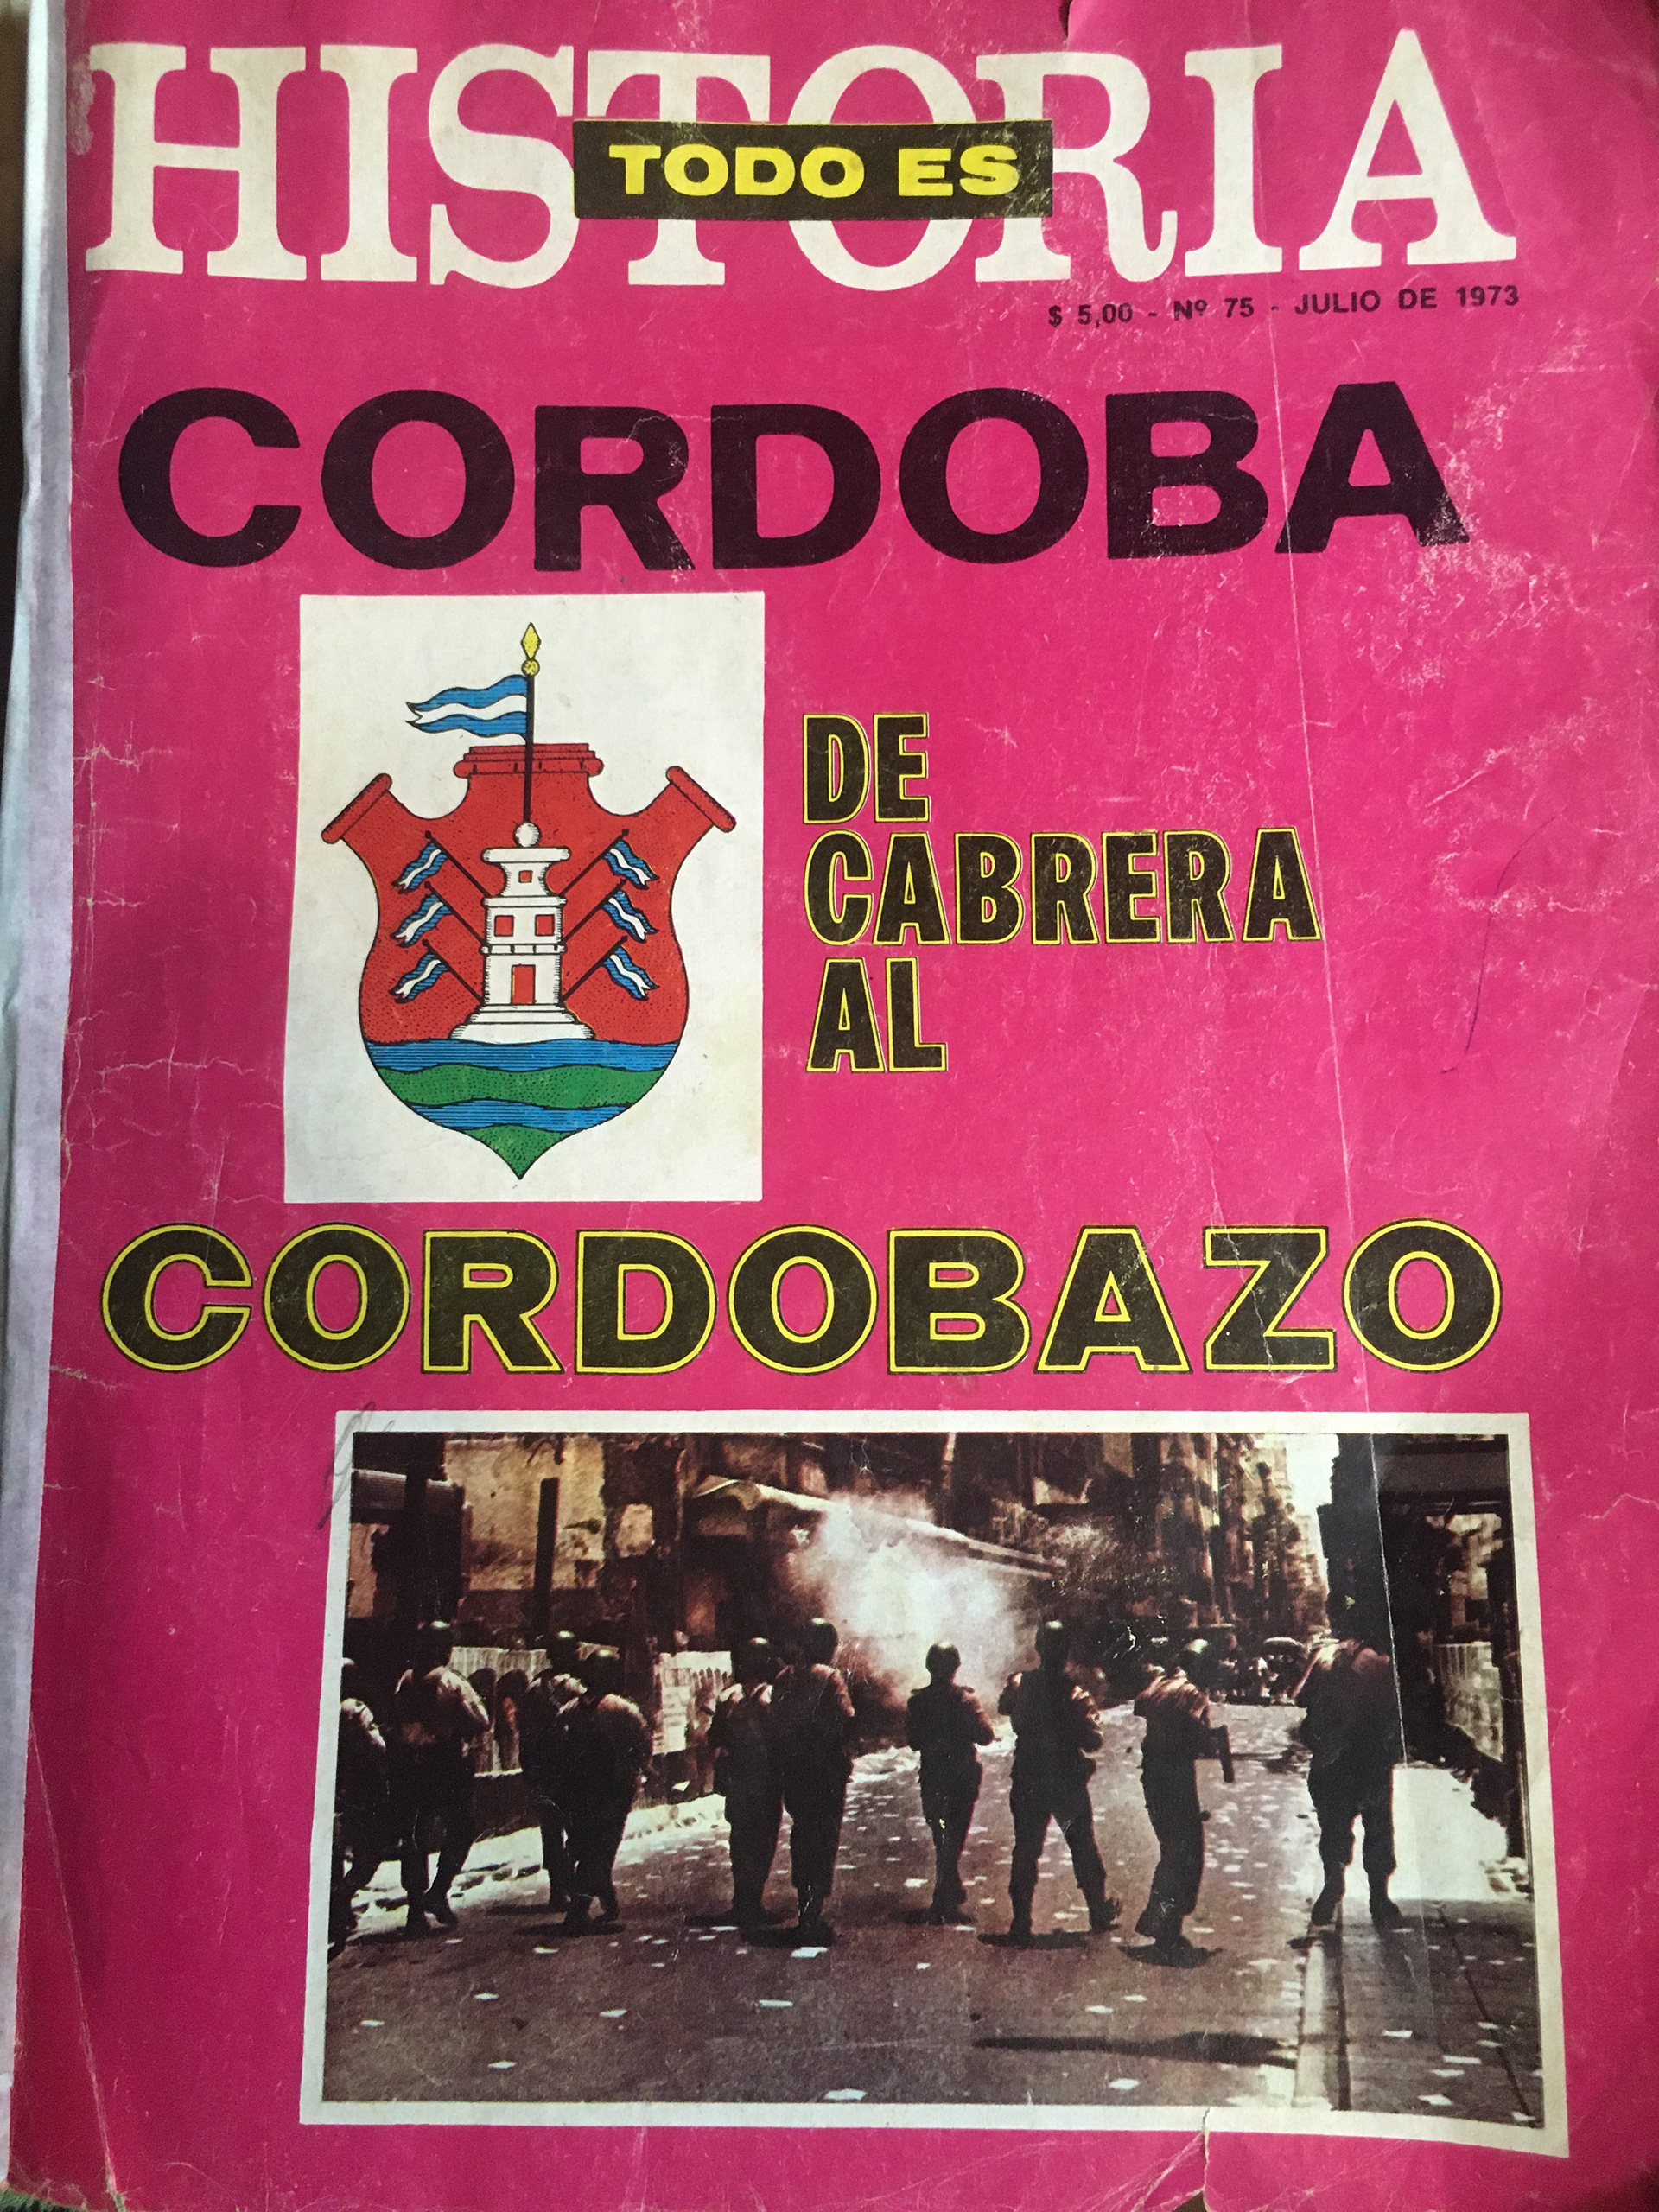 HISTORIA
TODO ES
$ 5,00 - Nº 75 - JULIO DE 1973
CORDOBA
DE
CABRERA
AL
CORDOBAZO